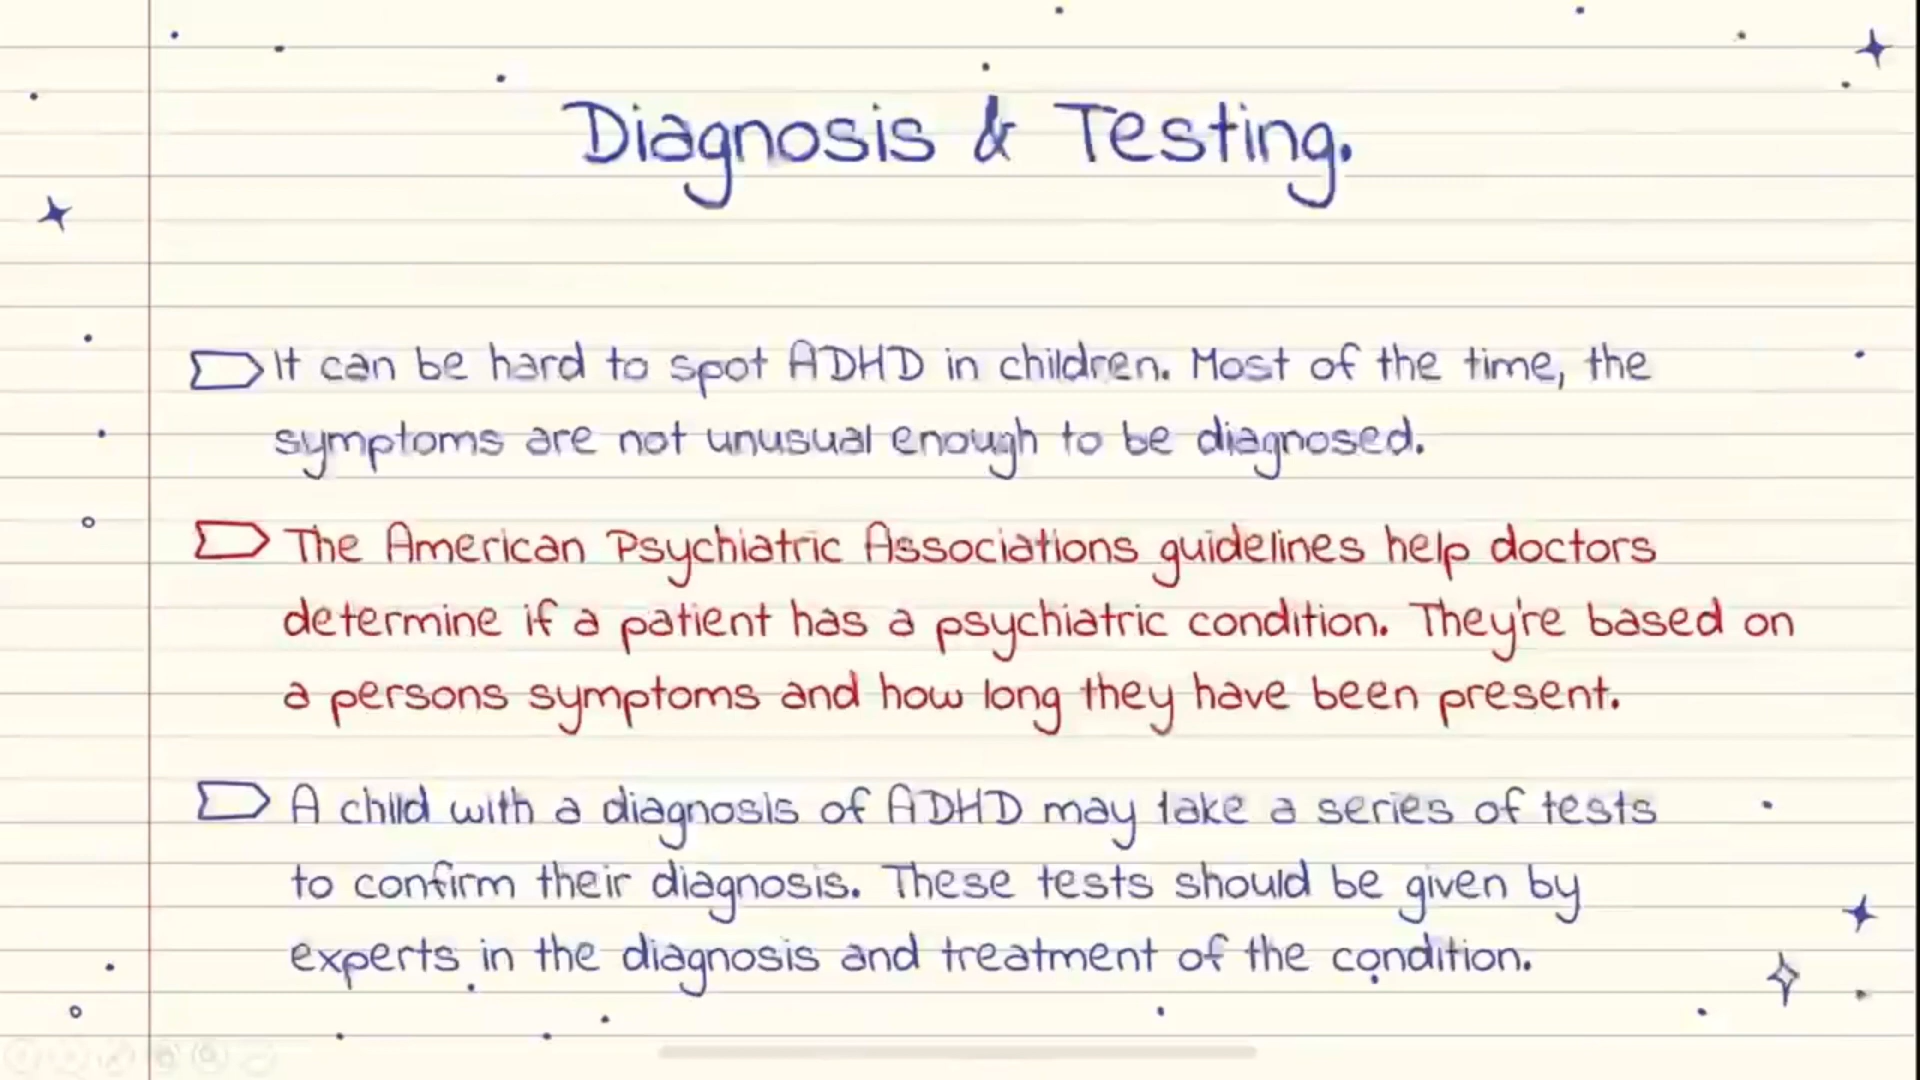 Diagnosis & Testing.
It can be hard to spot ADHD in children. Most of the time, the
symptoms are not unusual enough to be diagnosed.
The American Psychiatric Associations guidelines help doctors
determine if a patient has a psychiatric condition. They're based on
a persons symptoms and how long they have been present.
A child with a diagnosis of ADHD may take a series of tests
to confirm their diagnosis. These tests should be given by
experts in the diagnosis and treatment of the condition.